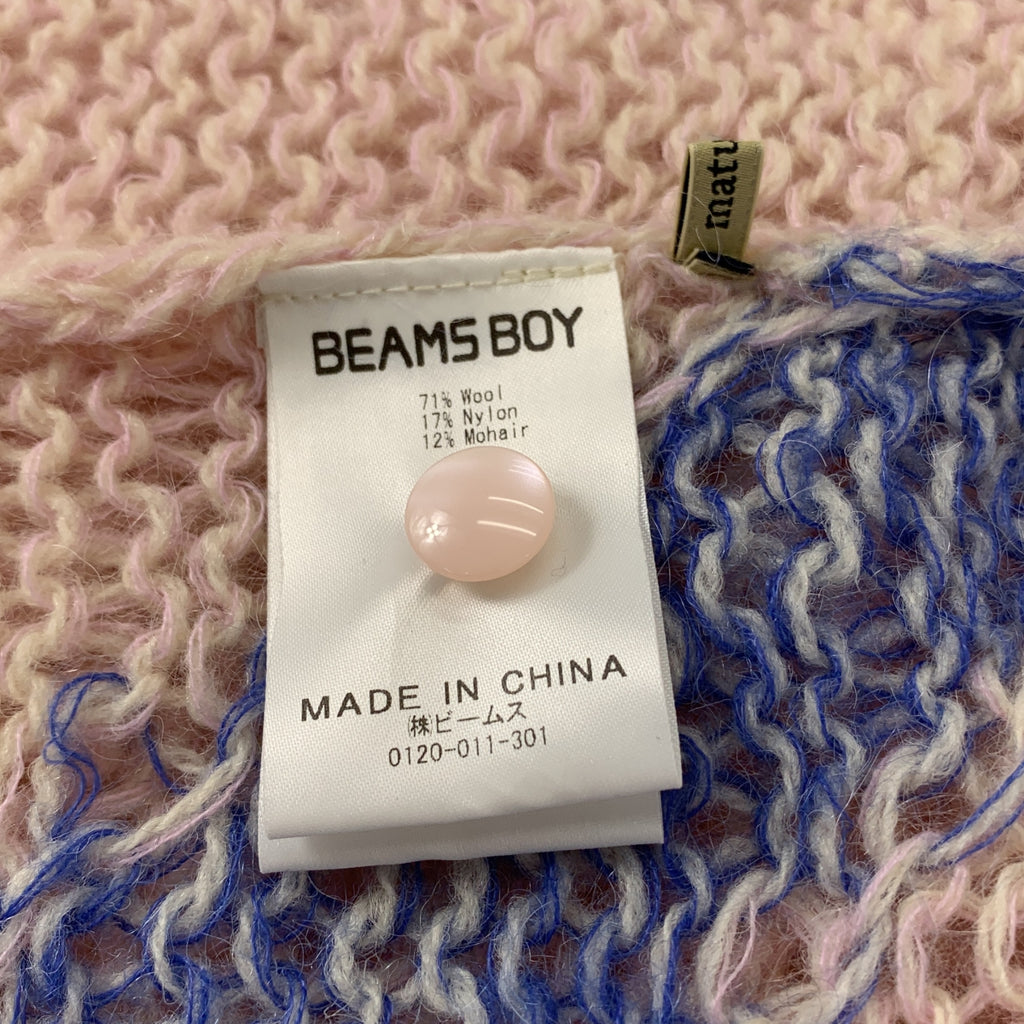 matu
BEAMS BOY
71% Wool
17% Nylon
12% Mohair
MADE IN CHINA
㈱ビームス
0120-011-301